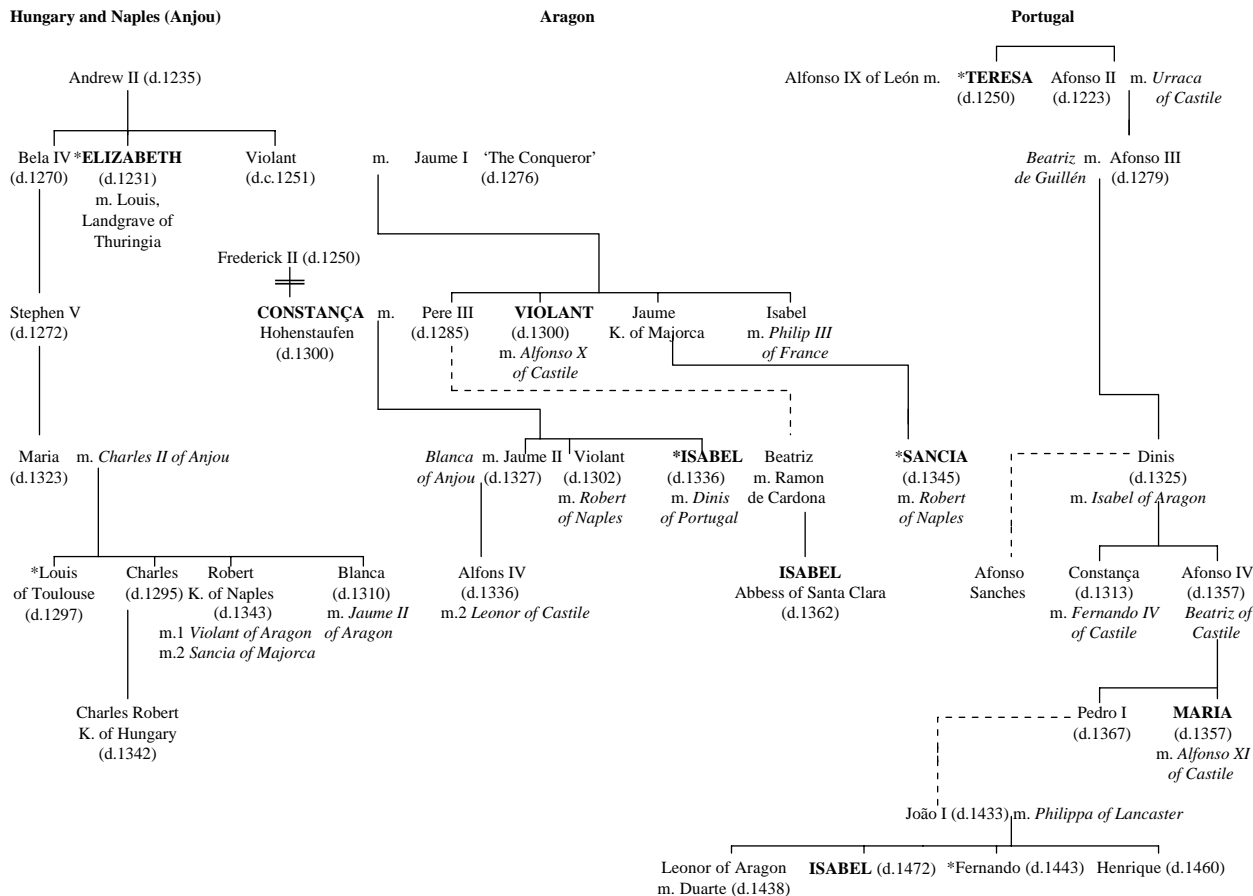 Hungary and Naples (Anjou) Aragon Portugal
Andrew II (d.1235) Alfonso IX of León m. *TERESA Afonso II m. Urraca
(d.1250) (d.1223) of Castile
Bela IV *ELIZABETH Violant m. Jaume I ‘The Conqueror’ Beatriz m. Afonso III
(d.1270) (d.1231) (d.c.1251) (d.1276) de Guillén (d.1279)
m. Louis,
Landgrave of
Thuringia
Frederick II (d.1250)
Stephen V CONSTANÇA m. Pere III VIOLANT Jaume Isabel
(d.1272) Hohenstaufen (d.1285) (d.1300) K. of Majorca m. Philip III
(d.1300) m. Alfonso X of France
of Castile
Maria m. Charles II of Anjou Blanca m. Jaume II Violant *ISABEL Beatriz *SANCIA Dinis
(d.1323) of Anjou (d.1327) (d.1302) (d.1336) m. Ramon (d.1345) (d.1325)
m. Robert m. Dinis de Cardona m. Robert m. Isabel of Aragon
of Naples of Portugal of Naples
*Louis Charles Robert Blanca Alfons IV ISABEL Afonso Constança Afonso IV
of Toulouse (d.1295) K. of Naples (d.1310) (d.1336) Abbess of Santa Clara Sanches (d.1313) (d.1357)
(d.1297) (d.1343) m. Jaume II m.2 Leonor of Castile (d.1362) m. Fernando IV Beatriz of
m.1 Violant of Aragon of Aragon of Castile Castile
m.2 Sancia of Majorca
Charles Robert Pedro I MARIA
K. of Hungary (d.1367) (d.1357)
(d.1342) m. Alfonso XI
of Castile
João I (d.1433) m. Philippa of Lancaster
Leonor of Aragon ISABEL (d.1472) *Fernando (d.1443) Henrique (d.1460)
m. Duarte (d.1438)